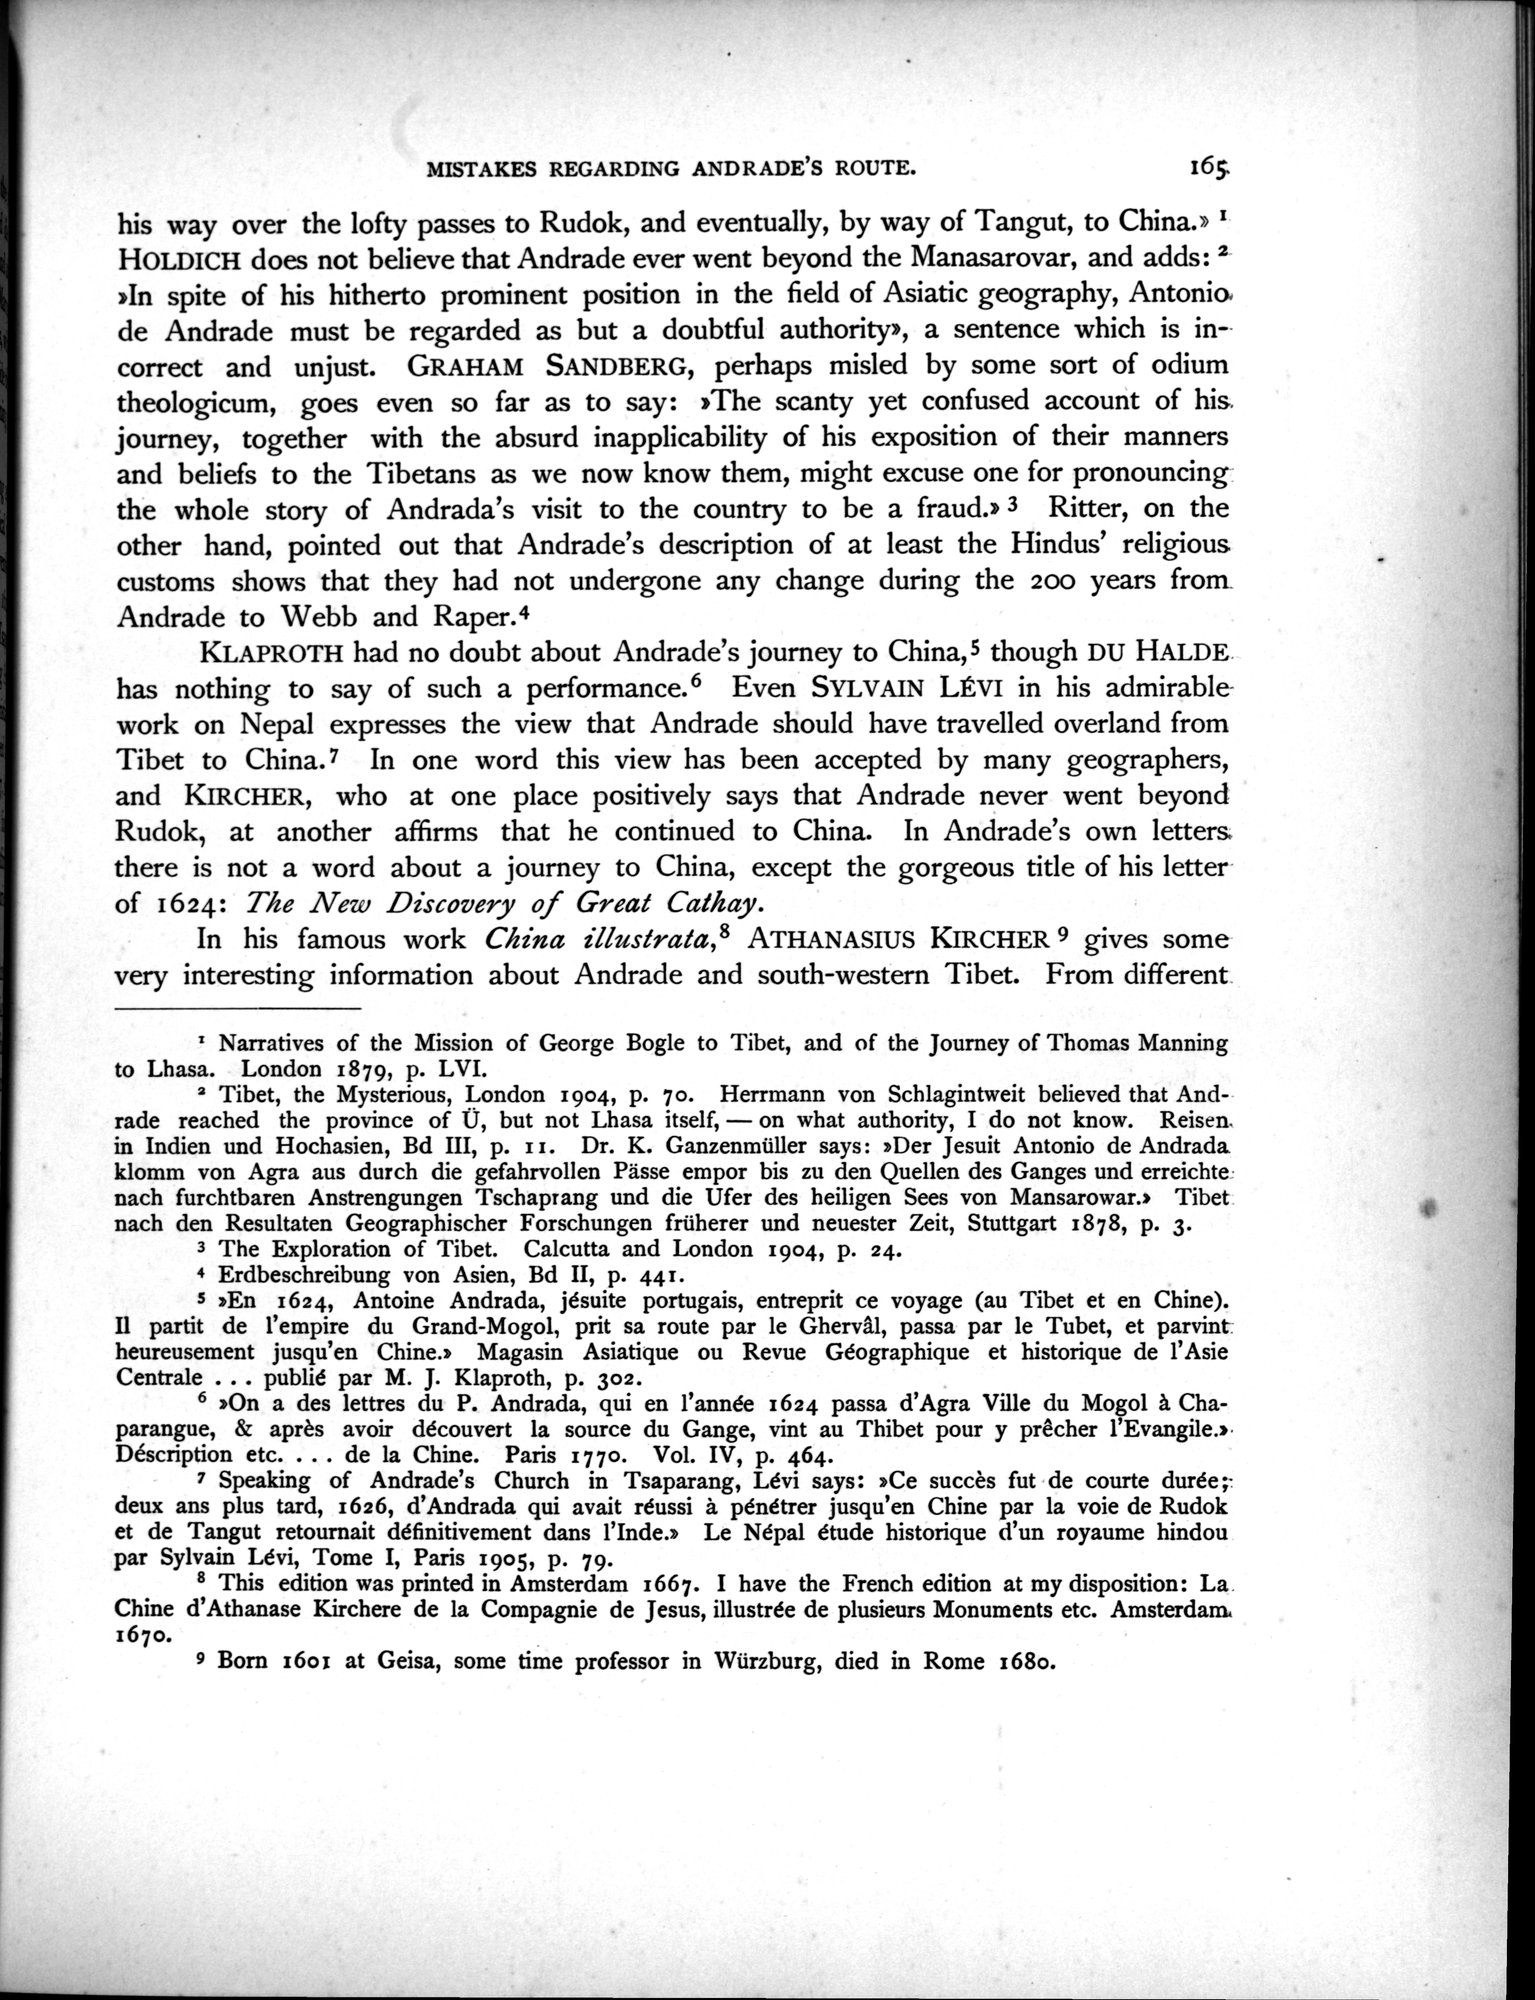 MISTAKES REGARDING ANDRADE'S ROUTE. 165
his way over the lofty passes to Rudok, and eventually, by way of Tangut, to China.» 1
HOLDICH does not believe that Andrade ever went beyond the Manasarovar, and adds: 2
»In spite of his hitherto prominent position in the field of Asiatic geography, Antonio
de Andrade must be regarded as but a doubtful authority», a sentence which is in-
correct and unjust. GRAHAM SANDBERG, perhaps misled by some sort of odium
theologicum, goes even so far as to say: »The scanty yet confused account of his
journey, together with the absurd inapplicability of his exposition of their manners
and beliefs to the Tibetans as we now know them, might excuse one for pronouncing
the whole story of Andrada's visit to the country to be a fraud.» 3 Ritter, on the
other hand, pointed out that Andrade's description of at least the Hindus' religious
customs shows that they had not undergone any change during the 200 years from
Andrade to Webb and Raper.4
KLAPROTH had no doubt about Andrade's journey to China,5 though DU HALDE
has nothing to say of such a performance.6 Even SYLVAIN LÉVI in his admirable
work on Nepal expresses the view that Andrade should have travelled overland from
Tibet to China.7 In one word this view has been accepted by many geographers,
and KIRCHER, who at one place positively says that Andrade never went beyond
Rudok, at another affirms that he continued to China. In Andrade's own letters
there is not a word about a journey to China, except the gorgeous title of his letter
of 1624: The New Discovery of Great Cathay.
In his famous work China illustrata,8 ATHANASIUS KIRCHER 9 gives some
very interesting information about Andrade and south-western Tibet. From different
1 Narratives of the Mission of George Bogle to Tibet, and of the Journey of Thomas Manning
to Lhasa. London 1879, p. LVI.
2 Tibet, the Mysterious, London 1904, p. 70. Herrmann von Schlagintweit believed that And-
rade reached the province of Ü, but not Lhasa itself, — on what authority, I do not know. Reisen
in Indien und Hochasien, Bd III, p. 11. Dr. K. Ganzenmüller says: »Der Jesuit Antonio de Andrada
klomm von Agra aus durch die gefahrvollen Pässe empor bis zu den Quellen des Ganges und erreichte
nach furchtbaren Anstrengungen Tschaprang und die Ufer des heiligen Sees von Mansarowar.» Tibet
nach den Resultaten Geographischer Forschungen früherer und neuester Zeit, Stuttgart 1878, p. 3.
3 The Exploration of Tibet. Calcutta and London 1904, p. 24.
4 Erdbeschreibung von Asien, Bd II, p. 441.
5 »En 1624, Antoine Andrada, jésuite portugais, entreprit ce voyage (au Tibet et en Chine).
Il partit de l'empire du Grand-Mogol, prit sa route par le Ghervâl, passa par le Tubet, et parvint
heureusement jusqu'en Chine.» Magasin Asiatique ou Revue Géographique et historique de l'Asie
Centrale . . . publié par M. J. Klaproth, p. 302.
6 »On a des lettres du P. Andrada, qui en l'année 1624 passa d'Agra Ville du Mogol à Cha-
parangue, & après avoir découvert la source du Gange, vint au Thibet pour y prêcher l'Evangile.»
Déscription etc. . . . de la Chine. Paris 1770. Vol. IV, p. 464.
7 Speaking of Andrade's Church in Tsaparang, Lévi says: »Ce succès fut de courte durée;
deux ans plus tard, 1626, d'Andrada qui avait réussi à pénétrer jusqu'en Chine par la voie de Rudok
et de Tangut retournait définitivement dans l'Inde.» Le Népal étude historique d'un royaume hindou
par Sylvain Lévi, Tome I, Paris 1905, p. 79.
8 This edition was printed in Amsterdam 1667. I have the French edition at my disposition: La
Chine d'Athanase Kirchere de la Compagnie de Jesus, illustrée de plusieurs Monuments etc. Amsterdam
1670.
9 Born 1601 at Geisa, some time professor in Würzburg, died in Rome 1680.